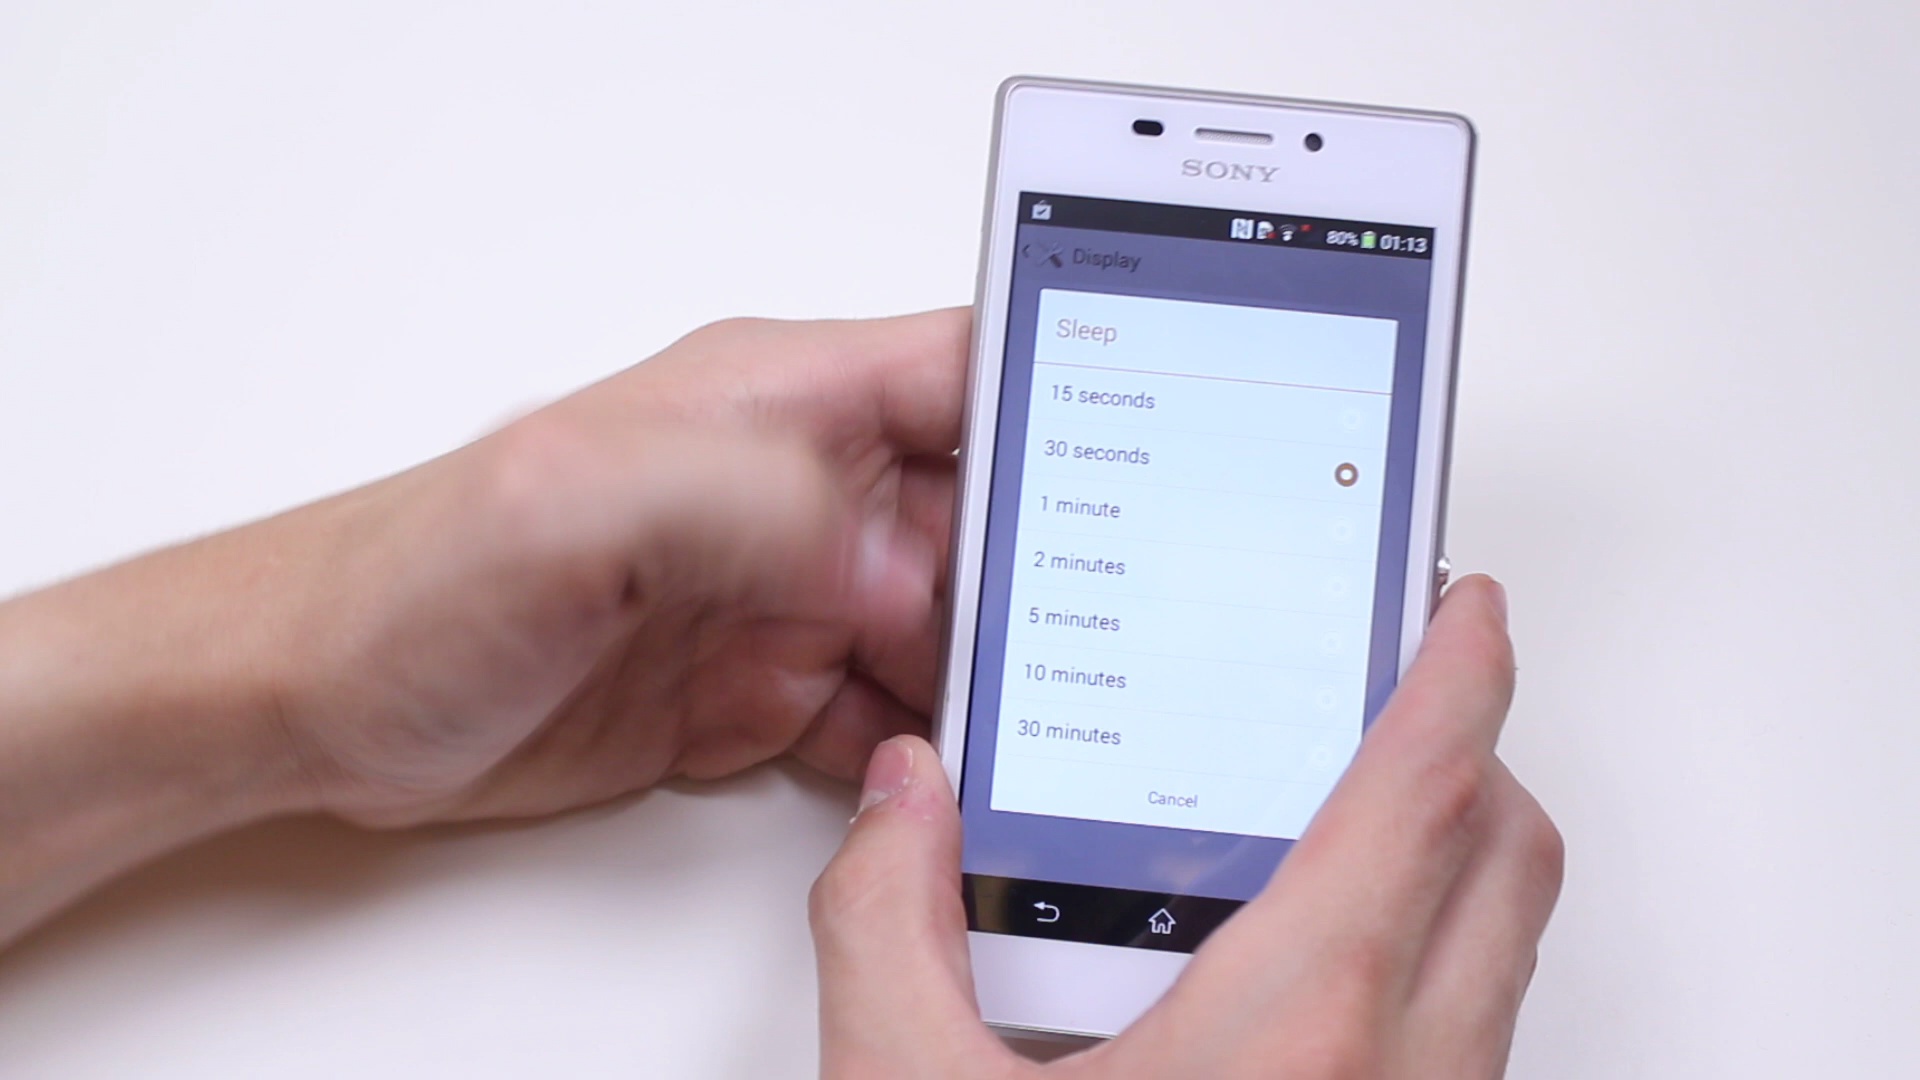 SONY
80% 01:13
Display
Sleep
15 seconds
30 seconds
1 minute
2 minutes
5 minutes
10 minutes
30 minutes
Cancel